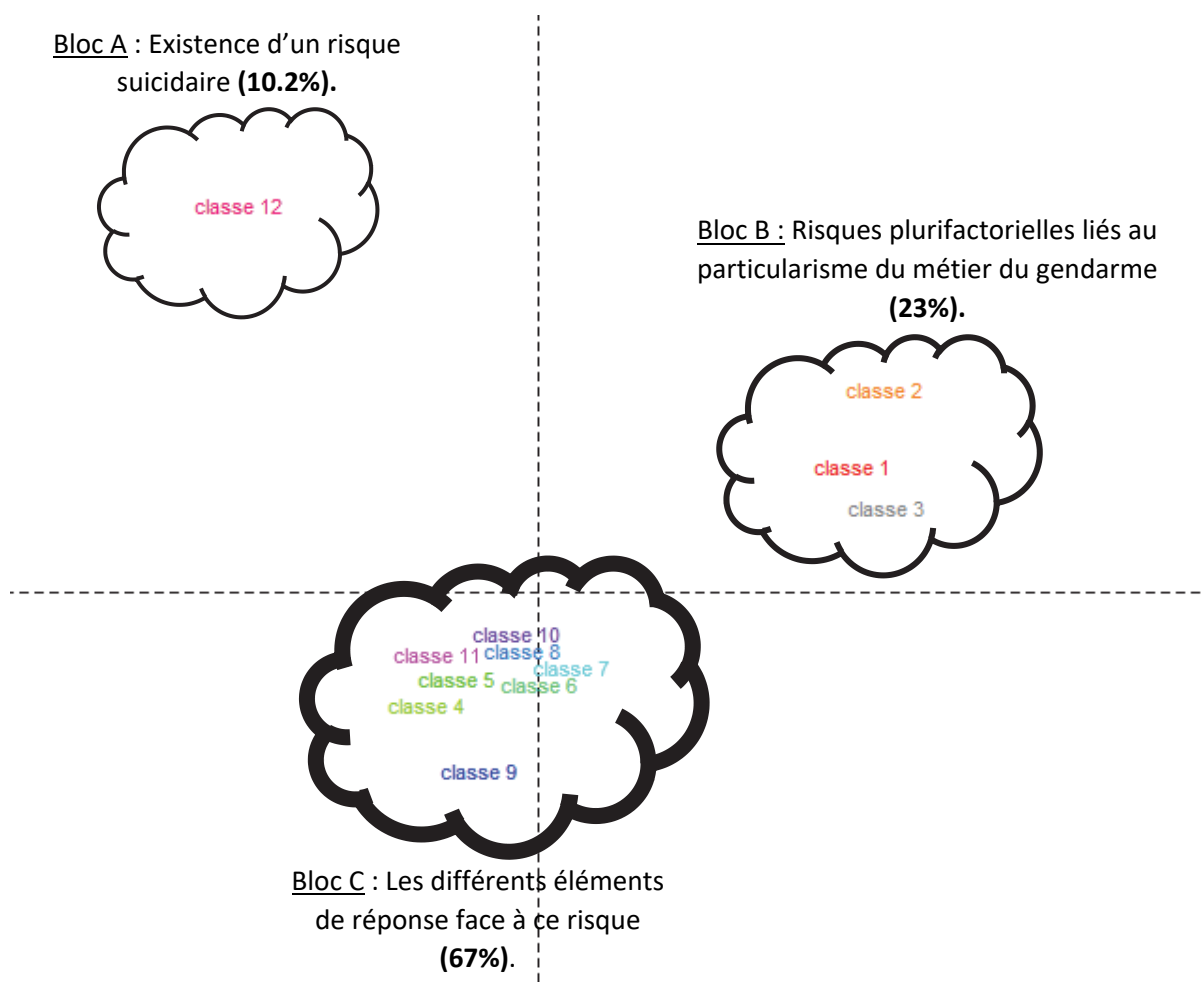 Bloc A : Existence d'un risque
suicidaire (10.2%).
classe 12
Bloc B : Risques plurifactorielles liés au
particularisme du métier du gendarme
(23%).
classe 2
classe 1
classe 3
classe 10
classe 8
classe 11
classe 7
classe 5
classe 6
classe 4
classe 9
Bloc C : Les différents éléments
de réponse face à ce risque
(67%).